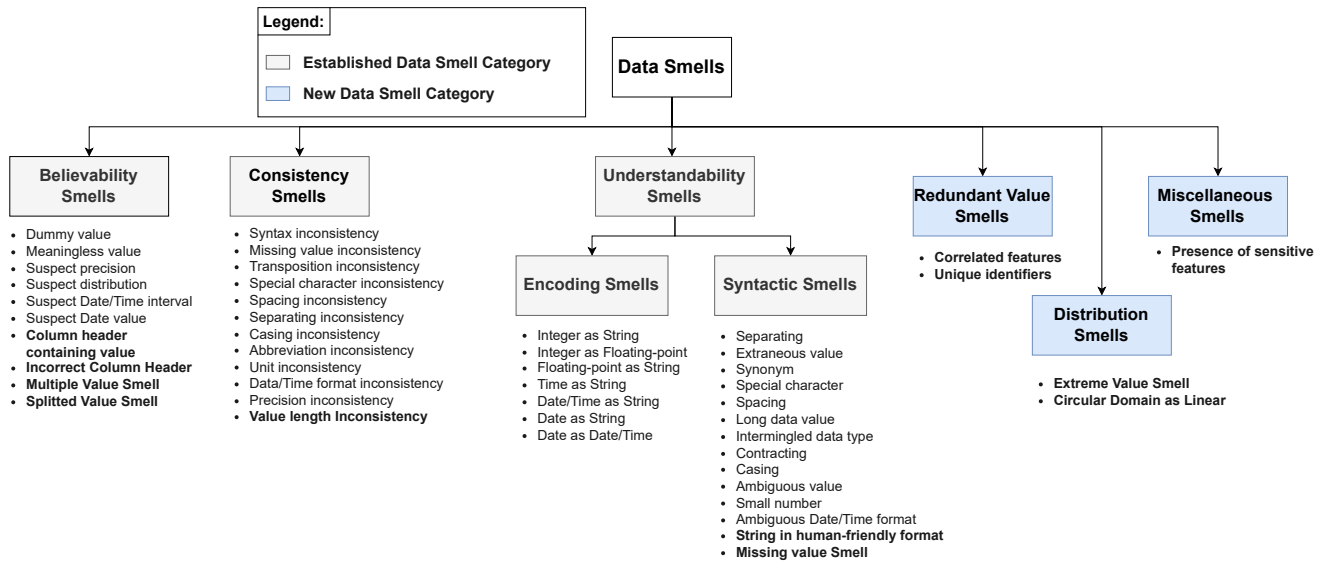 Legend:
Established Data Smell Category
New Data Smell Category
Data Smells
Believability
Smells
• Dummy value
• Meaningless value
• Suspect precision
• Suspect distribution
• Suspect Date/Time interval
• Suspect Date value
• Column header
containing value
• Incorrect Column Header
• Multiple Value Smell
• Splitted Value Smell
Consistency
Smells
• Syntax inconsistency
• Missing value inconsistency
• Transposition inconsistency
• Special character inconsistency
• Spacing inconsistency
• Separating inconsistency
• Casing inconsistency
• Abbreviation inconsistency
• Unit inconsistency
• Data/Time format inconsistency
• Precision inconsistency
• Value length Inconsistency
Understandability
Smells
Encoding Smells
• Integer as String
• Integer as Floating-point
• Floating-point as String
• Time as String
• Date/Time as String
• Date as String
• Date as Date/Time
Syntactic Smells
• Separating
• Extraneous value
• Synonym
• Special character
• Spacing
• Long data value
• Intermingled data type
• Contracting
• Casing
• Ambiguous value
• Small number
• Ambiguous Date/Time format
• String in human-friendly format
• Missing value Smell
Redundant Value
Smells
• Correlated features
• Unique identifiers
Distribution
Smells
• Extreme Value Smell
• Circular Domain as Linear
Miscellaneous
Smells
• Presence of sensitive
features